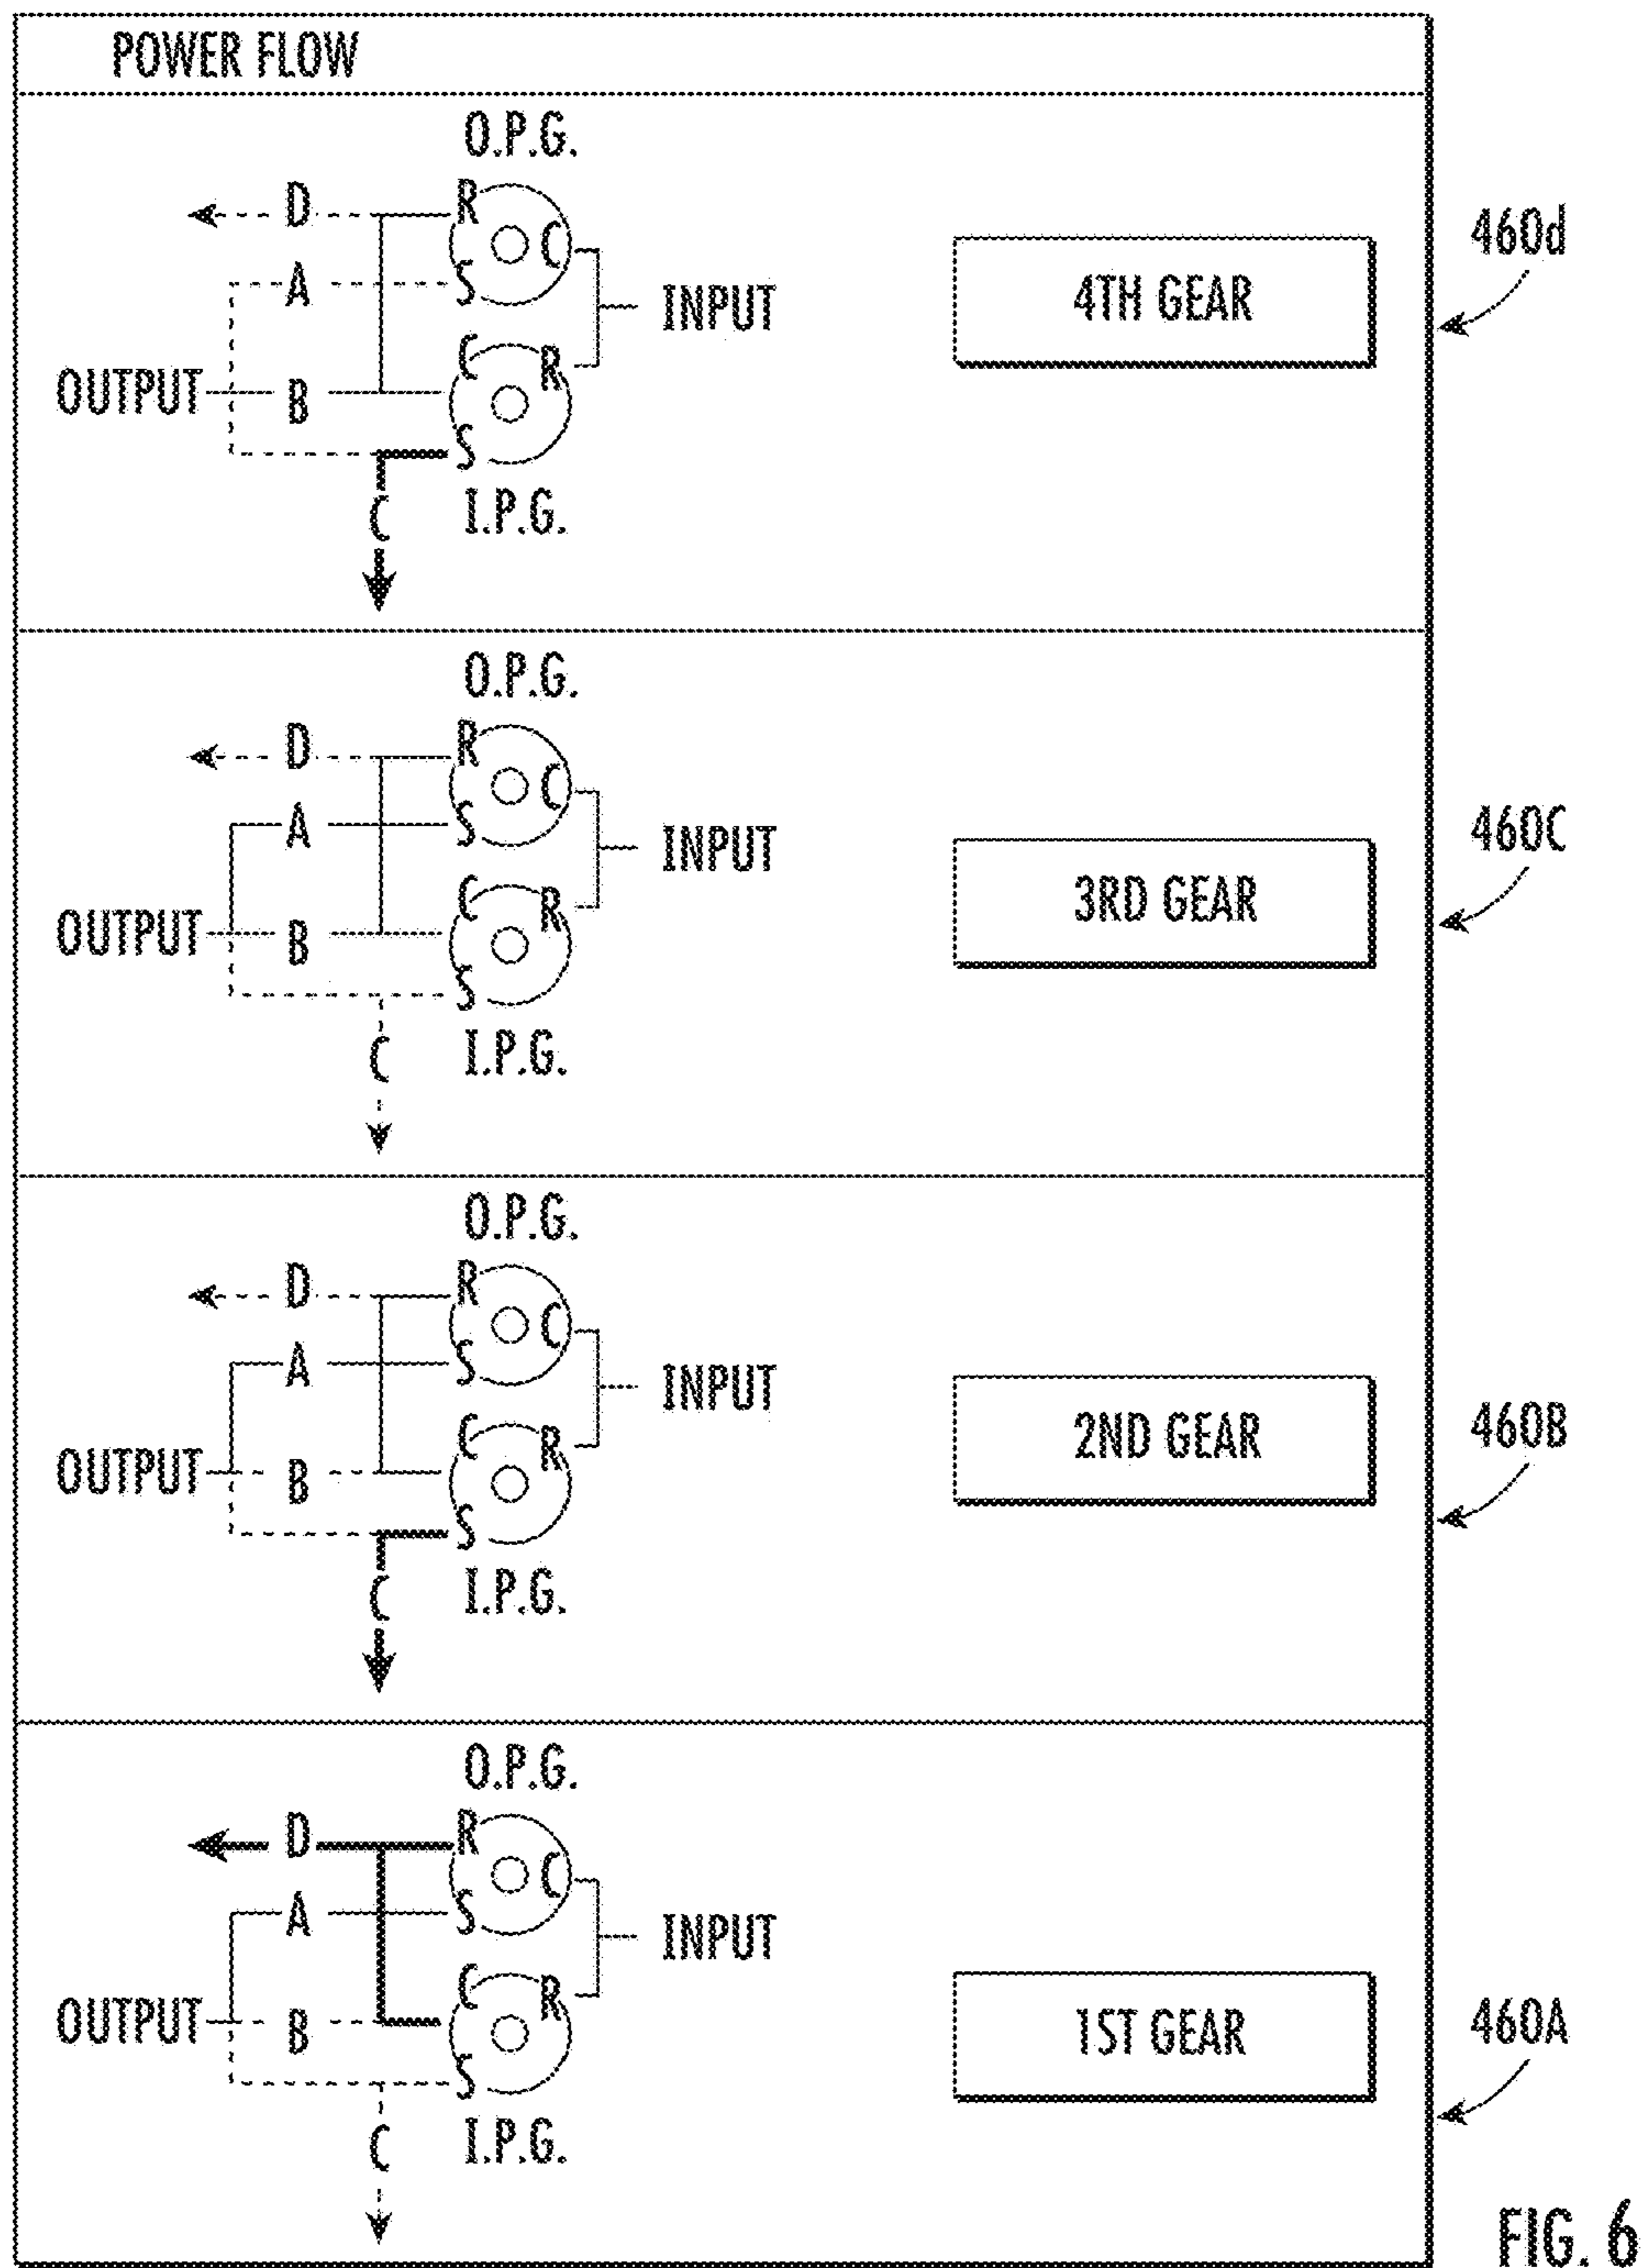 POWER FLOW
O.P.G.
D R C
A S
INPUT
4TH GEAR
460d
C R
OUTPUT B
S
C I.P.G.
O.P.G.
D R C
A S
INPUT
3RD GEAR
460C
C R
OUTPUT B
S
C I.P.G.
O.P.G.
D R C
A S
INPUT
2ND GEAR
460B
C R
OUTPUT B
S
C I.P.G.
O.P.G.
D R C
A S
INPUT
1ST GEAR
460A
C R
OUTPUT B
S
C I.P.G.
FIG. 6